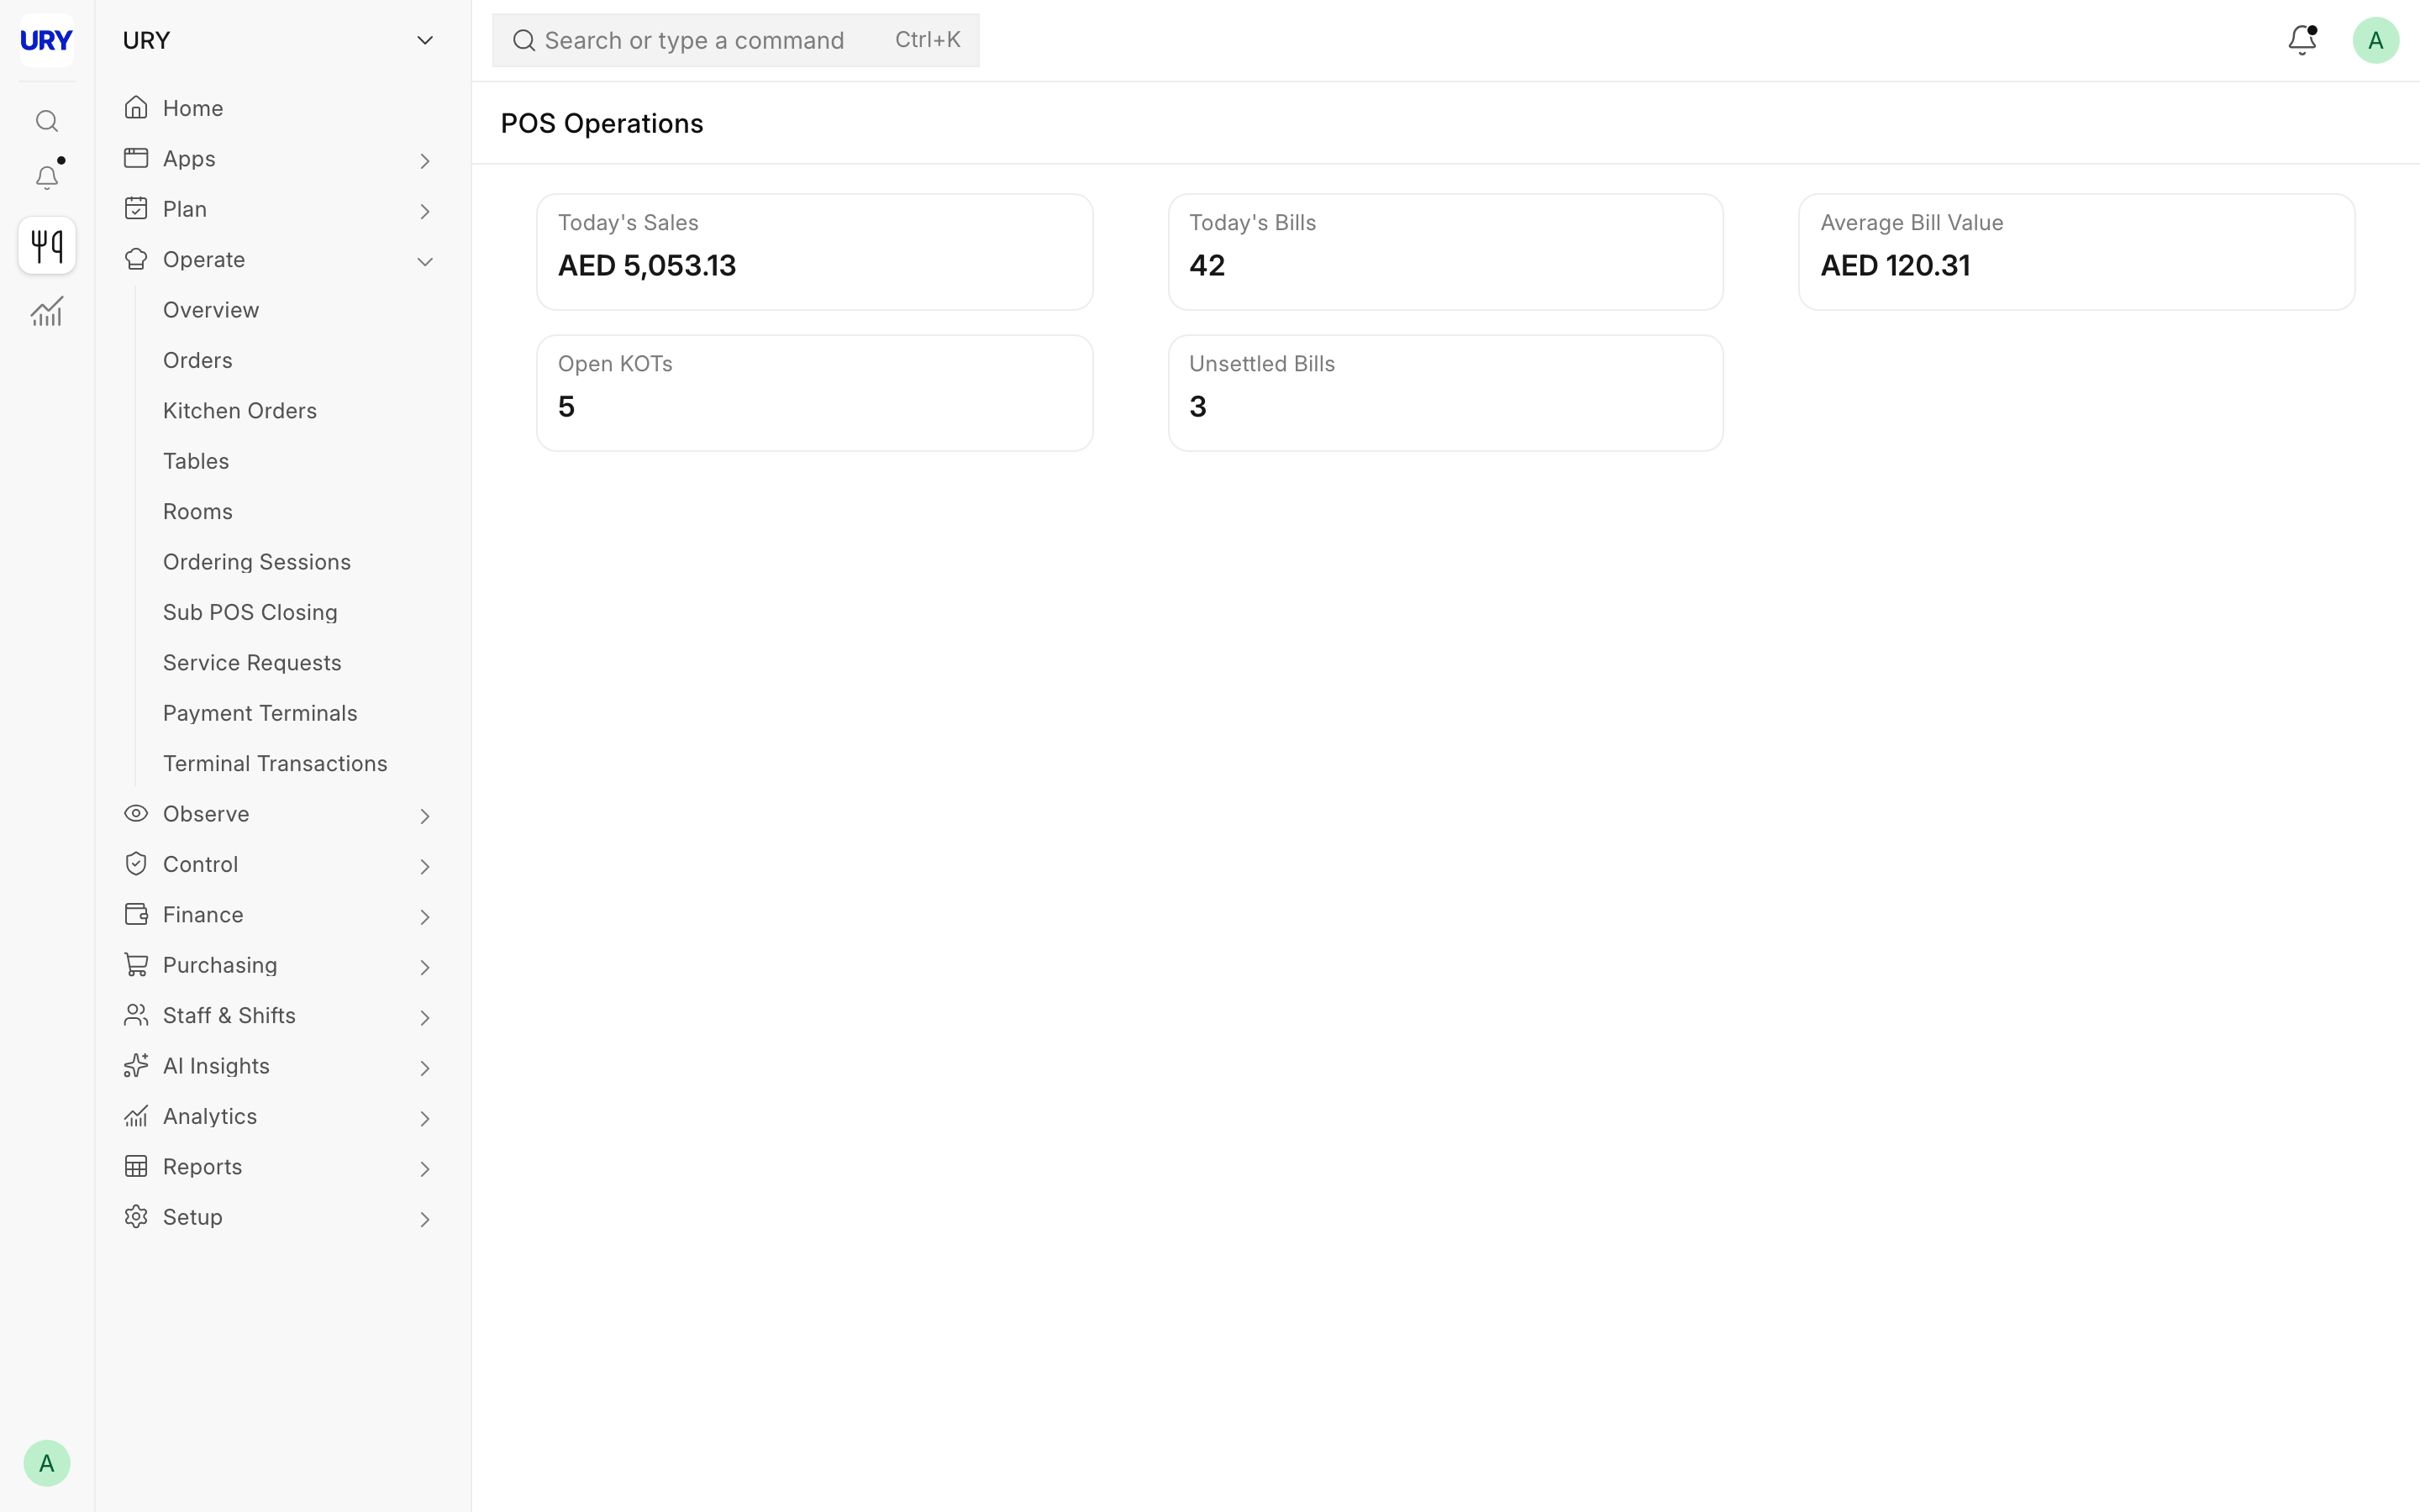 URY
URY
Search or type a command
Ctrl+K
A
Home
Apps
Plan
Operate
Overview
Orders
Kitchen Orders
Tables
Rooms
Ordering Sessions
Sub POS Closing
Service Requests
Payment Terminals
Terminal Transactions
Observe
Control
Finance
Purchasing
Staff & Shifts
AI Insights
Analytics
Reports
Setup
A
POS Operations
Today's Sales
AED 5,053.13
Today's Bills
42
Average Bill Value
AED 120.31
Open KOTs
5
Unsettled Bills
3